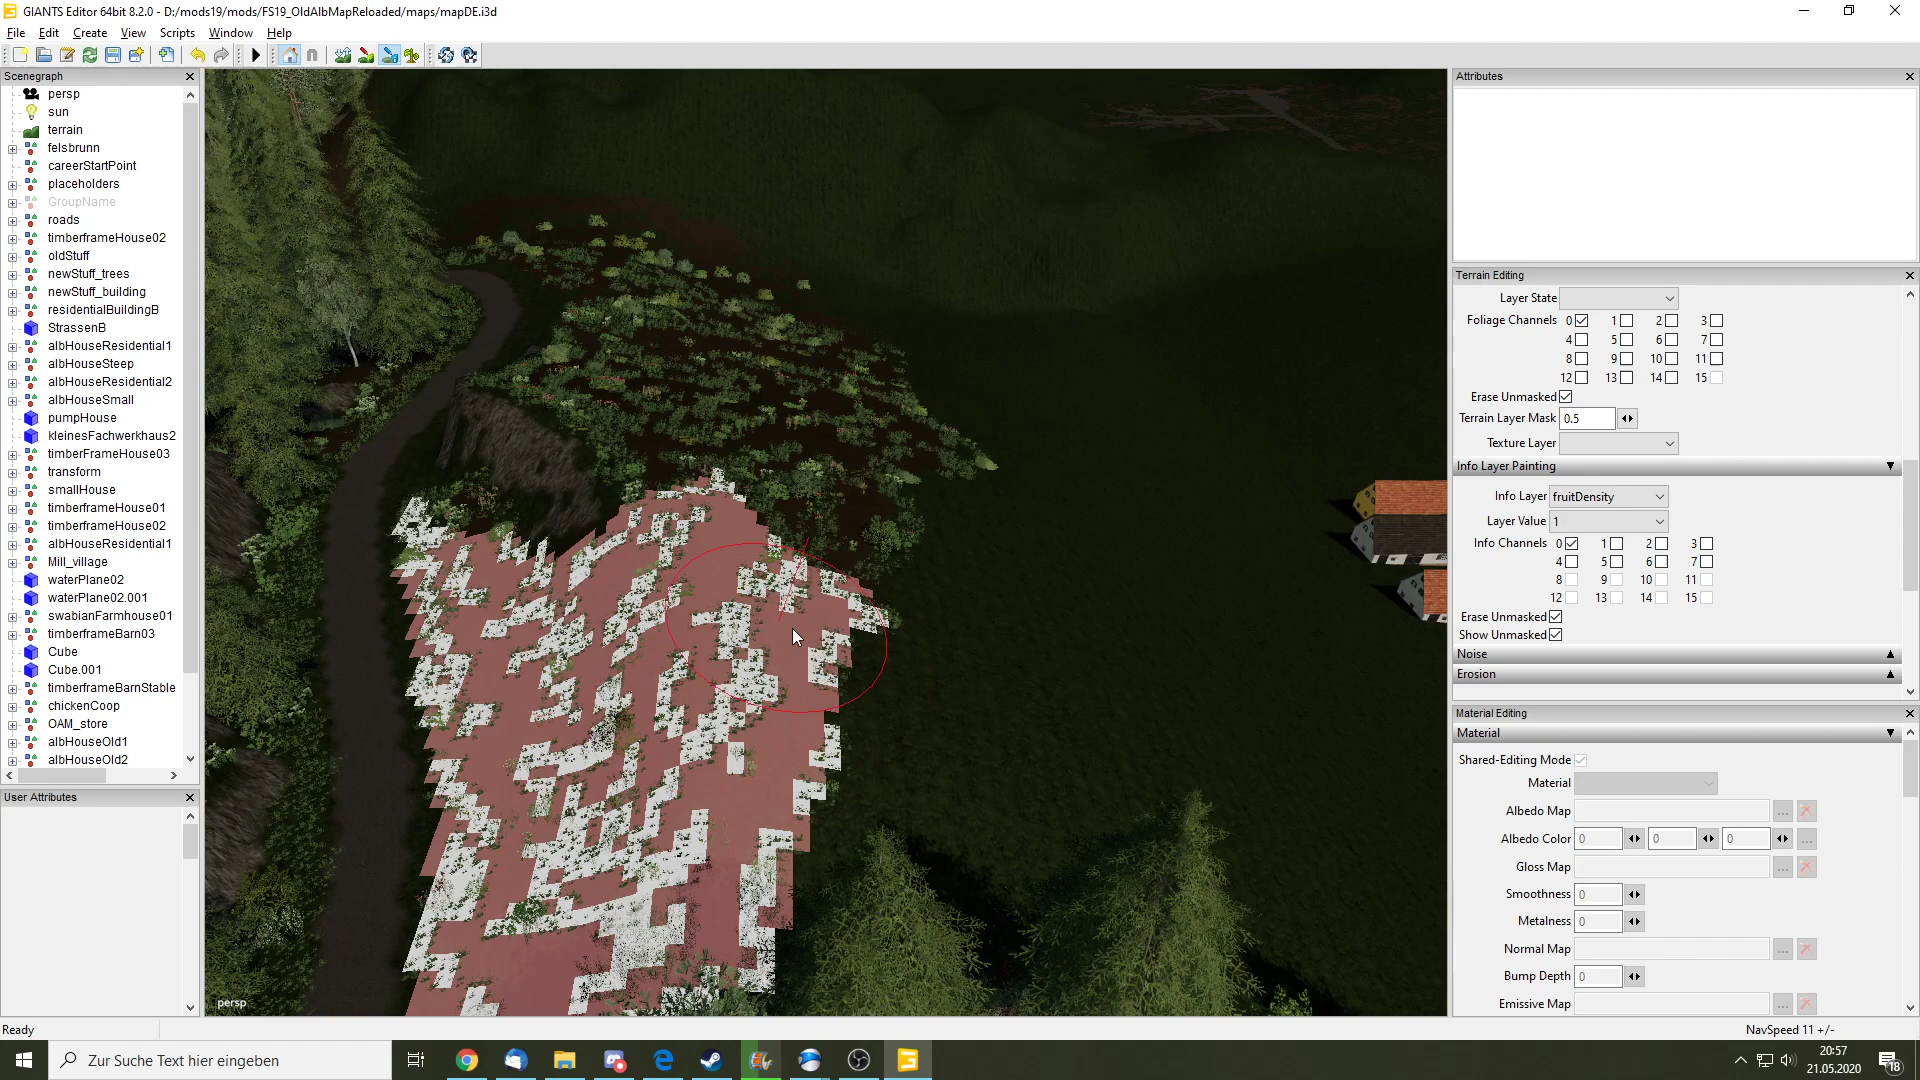 GIANTS Editor 64bit 8.2.0 - D:/mods19/mods/FS19_OldAlbMapReloaded/maps/mapDE.i3d
File Edit Create View Scripts Window Help
Scenegraph
persp
sun
terrain
felsbrunn
careerStartPoint
placeholders
GroupName
roads
timberframeHouse02
oldStuff
newStuff_trees
newStuff_building
residentialBuildingB
StrassenB
albHouseResidential1
albHouseSteep
albHouseResidential2
albHouseSmall
pumpHouse
kleinesFachwerkhaus2
timberFrameHouse03
transform
smallHouse
timberframeHouse01
timberframeHouse02
albHouseResidential1
Mill_village
waterPlane02
waterPlane02.001
swabianFarmhouse01
timberframeBarn03
Cube
Cube.001
timberframeBarnStable
chickenCoop
OAM_store
albHouseOld1
albHouseOld2
User Attributes
persp
Attributes
Terrain Editing
Layer State
Foliage Channels 0 1 2 3
4 5 6 7
8 9 10 11
12 13 14 15
Erase Unmasked
Terrain Layer Mask 0.5
Texture Layer
Info Layer Painting
Info Layer fruitDensity
Layer Value 1
Info Channels 0 1 2 3
4 5 6 7
8 9 10 11
12 13 14 15
Erase Unmasked
Show Unmasked
Noise
Erosion
Material Editing
Material
Shared-Editing Mode
Material
Albedo Map ...
Albedo Color 0 0 0 ...
Gloss Map ...
Smoothness 0
Metalness 0
Normal Map ...
Bump Depth 0
Emissive Map ...
Ready
NavSpeed 11 +/-
Zur Suche Text hier eingeben
20:57
21.05.2020
18